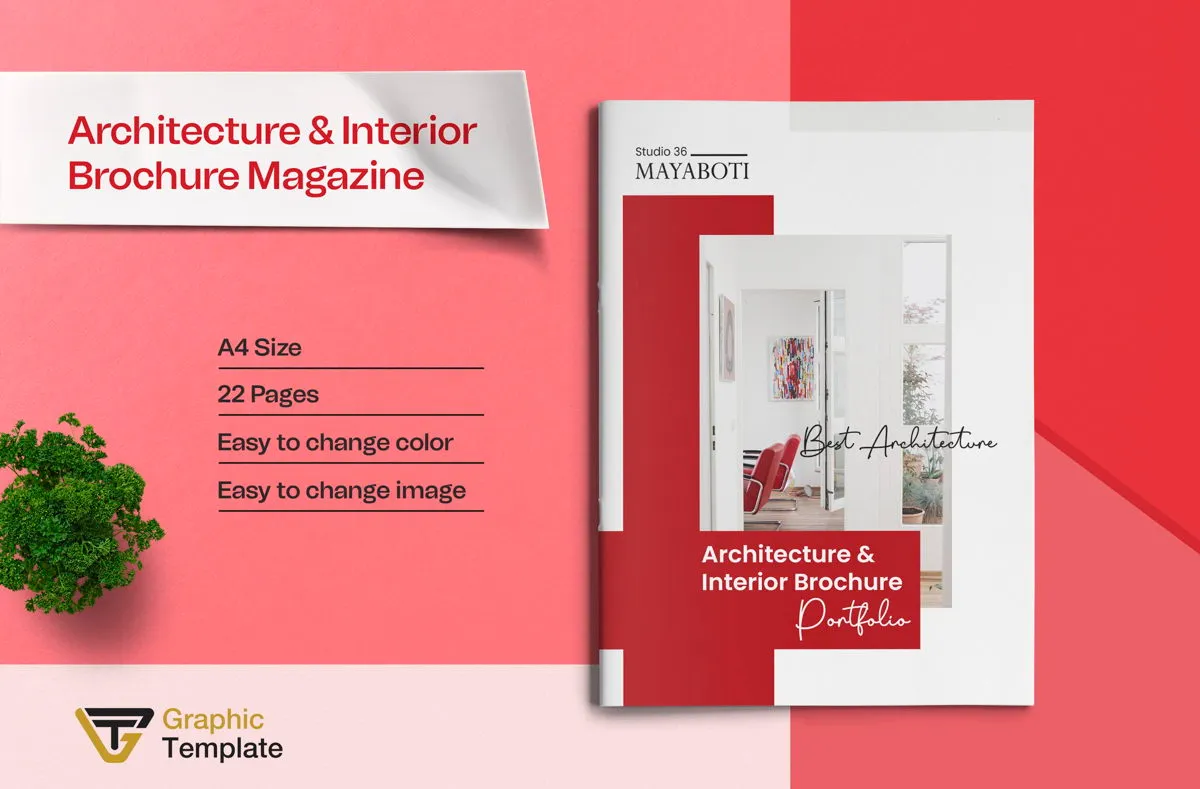 Architecture & Interior
Brochure Magazine
A4 Size
22 Pages
Easy to change color
Easy to change image
Graphic
Template
Studio 36
MAYABOTI
Best Architecture
Architecture &
Interior Brochure
Portfolio